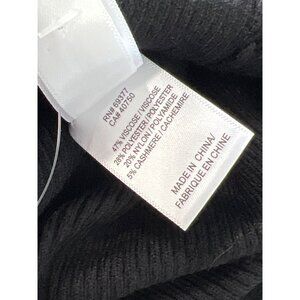 RN# 69377
CA# 40750
47% VISCOSE/VISCOSE
28% POLYESTER/POLYESTER
20% NYLON/POLYAMIDE
5% CASHMERE/CACHEMIRE
MADE IN CHINA/
FABRIQUE EN CHINE